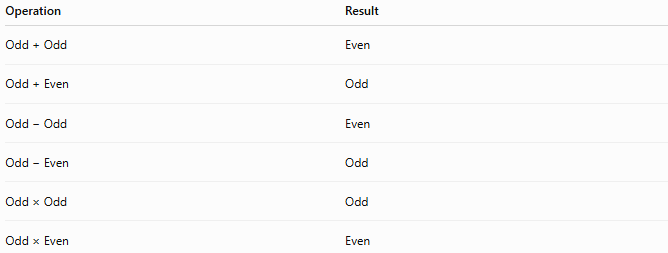 Operation Result
Odd + Odd Even
Odd + Even Odd
Odd − Odd Even
Odd − Even Odd
Odd × Odd Odd
Odd × Even Even